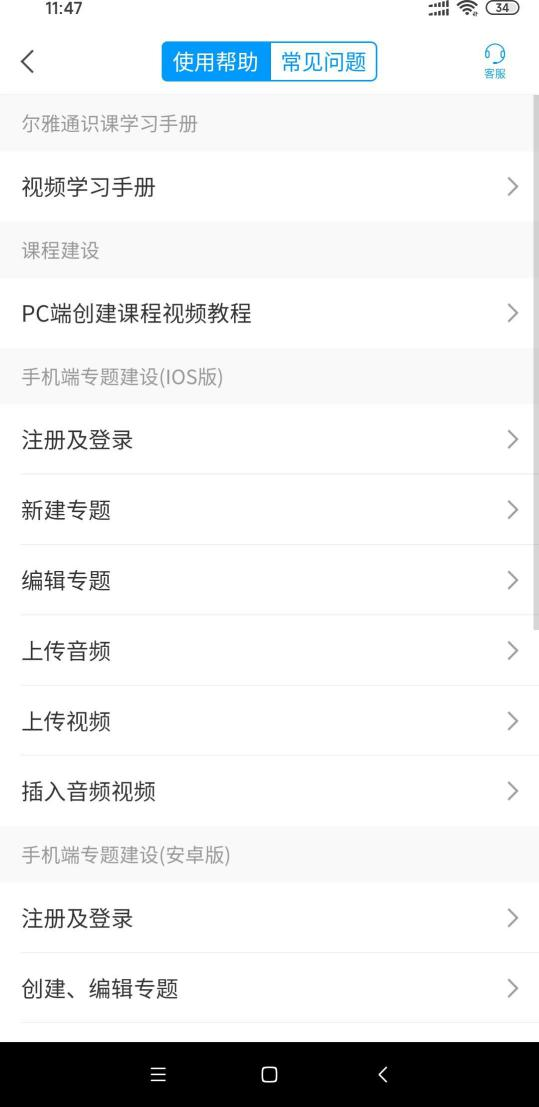 11:47
34
使用帮助 常见问题
客服
尔雅通识课学习手册
视频学习手册
课程建设
PC端创建课程视频教程
手机端专题建设(IOS版)
注册及登录
新建专题
编辑专题
上传音频
上传视频
插入音频视频
手机端专题建设(安卓版)
注册及登录
创建、编辑专题